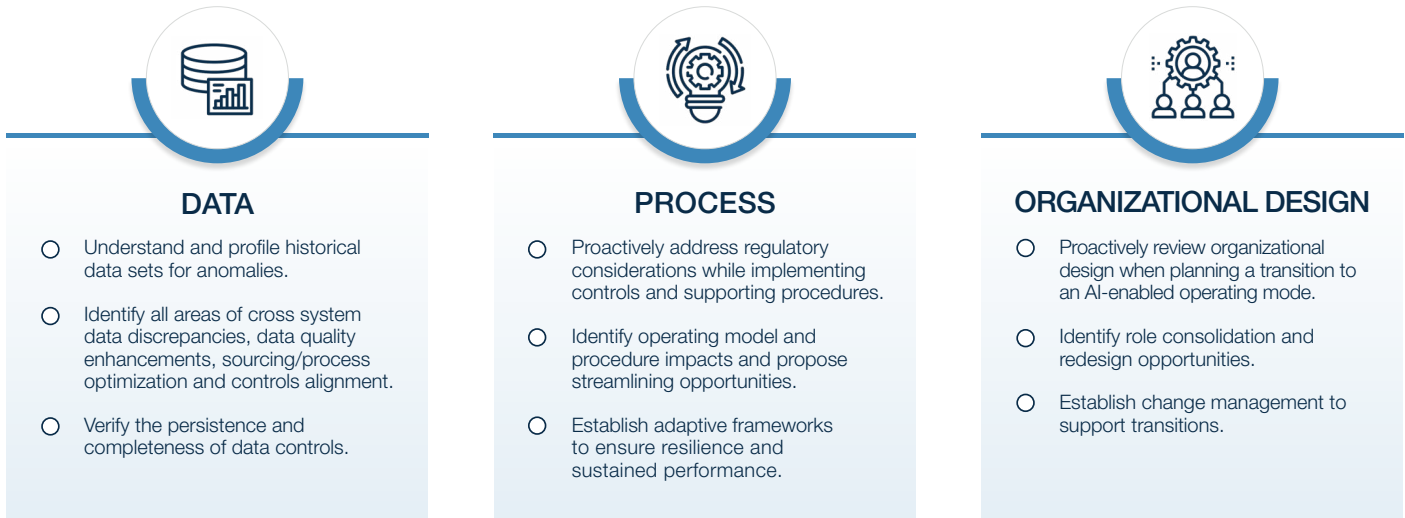 DATA
Understand and profile historical
data sets for anomalies.
Identify all areas of cross system
data discrepancies, data quality
enhancements, sourcing/process
optimization and controls alignment.
Verify the persistence and
completeness of data controls.
PROCESS
Proactively address regulatory
considerations while implementing
controls and supporting procedures.
Identify operating model and
procedure impacts and propose
streamlining opportunities.
Establish adaptive frameworks
to ensure resilience and
sustained performance.
ORGANIZATIONAL DESIGN
Proactively review organizational
design when planning a transition to
an AI-enabled operating mode.
Identify role consolidation and
redesign opportunities.
Establish change management to
support transitions.